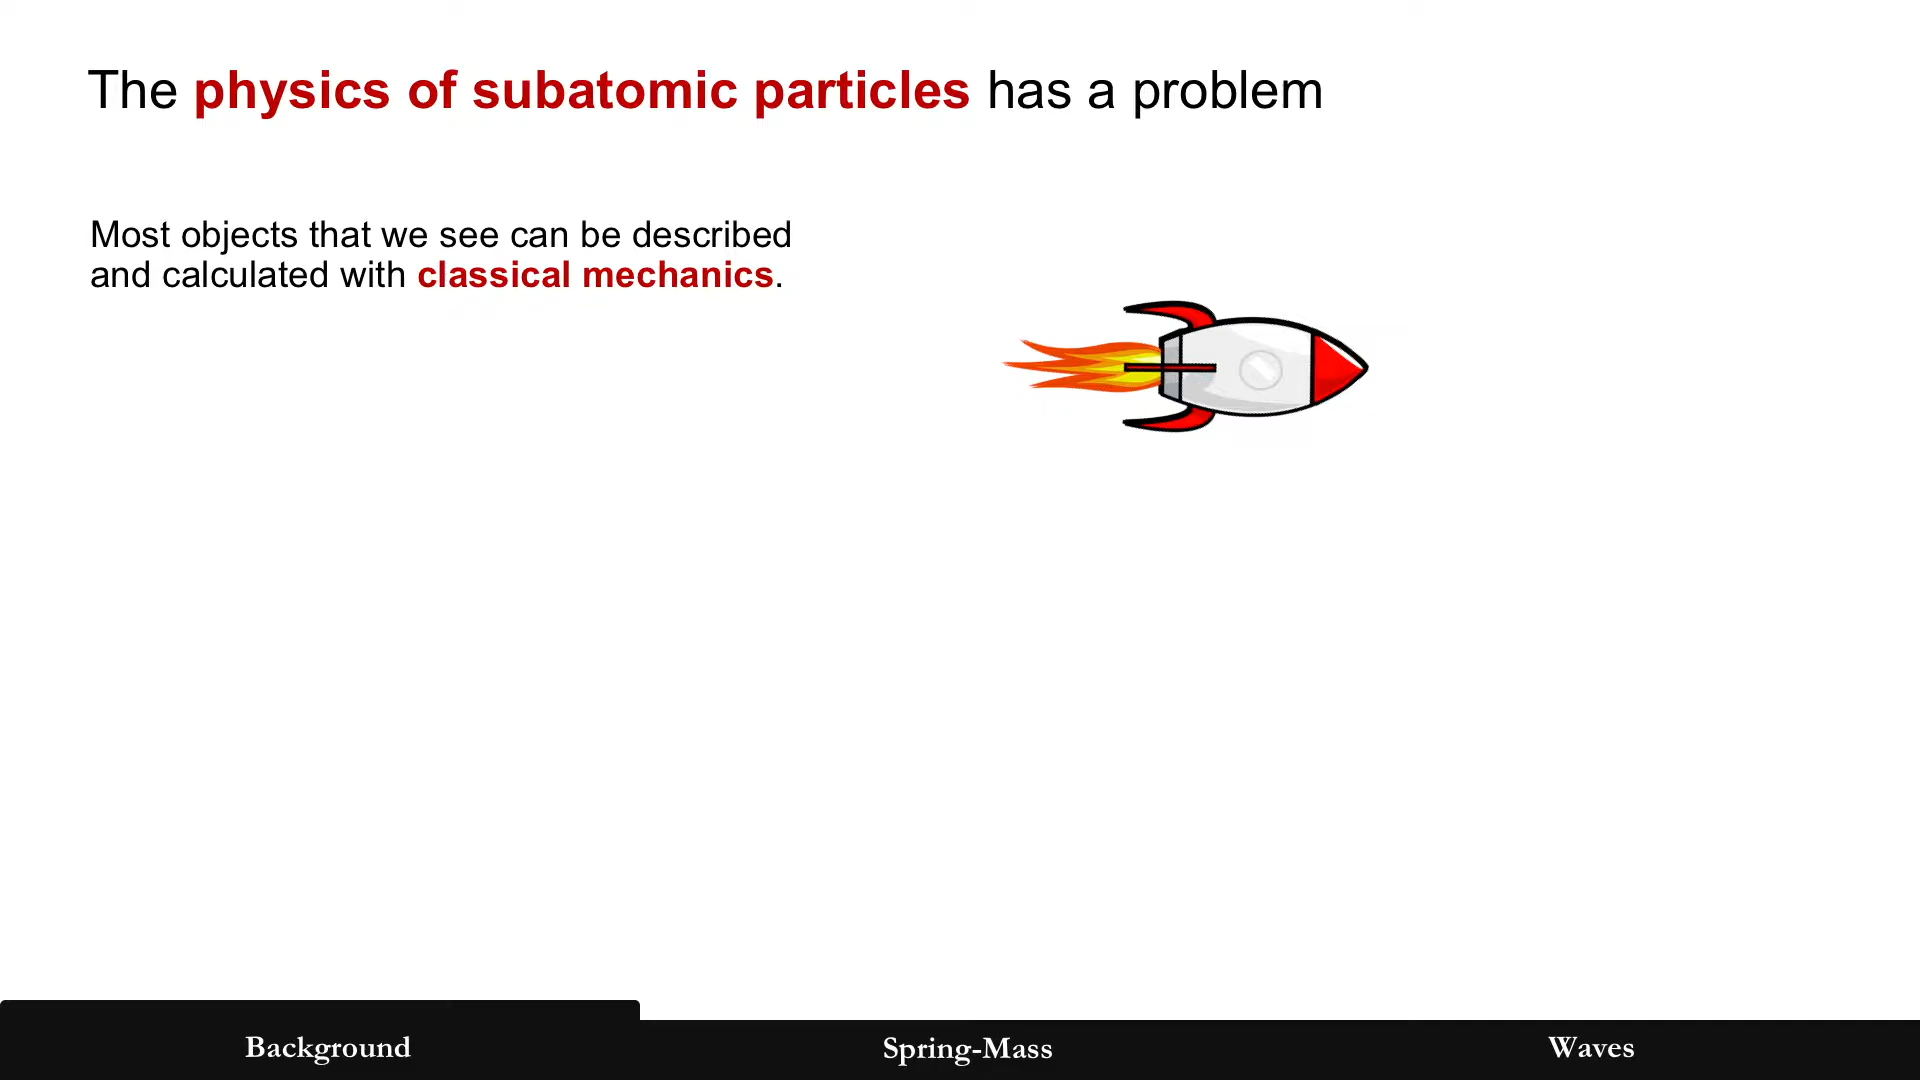 The physics of subatomic particles has a problem
Most objects that we see can be described
and calculated with classical mechanics.
Background
Spring-Mass
Waves